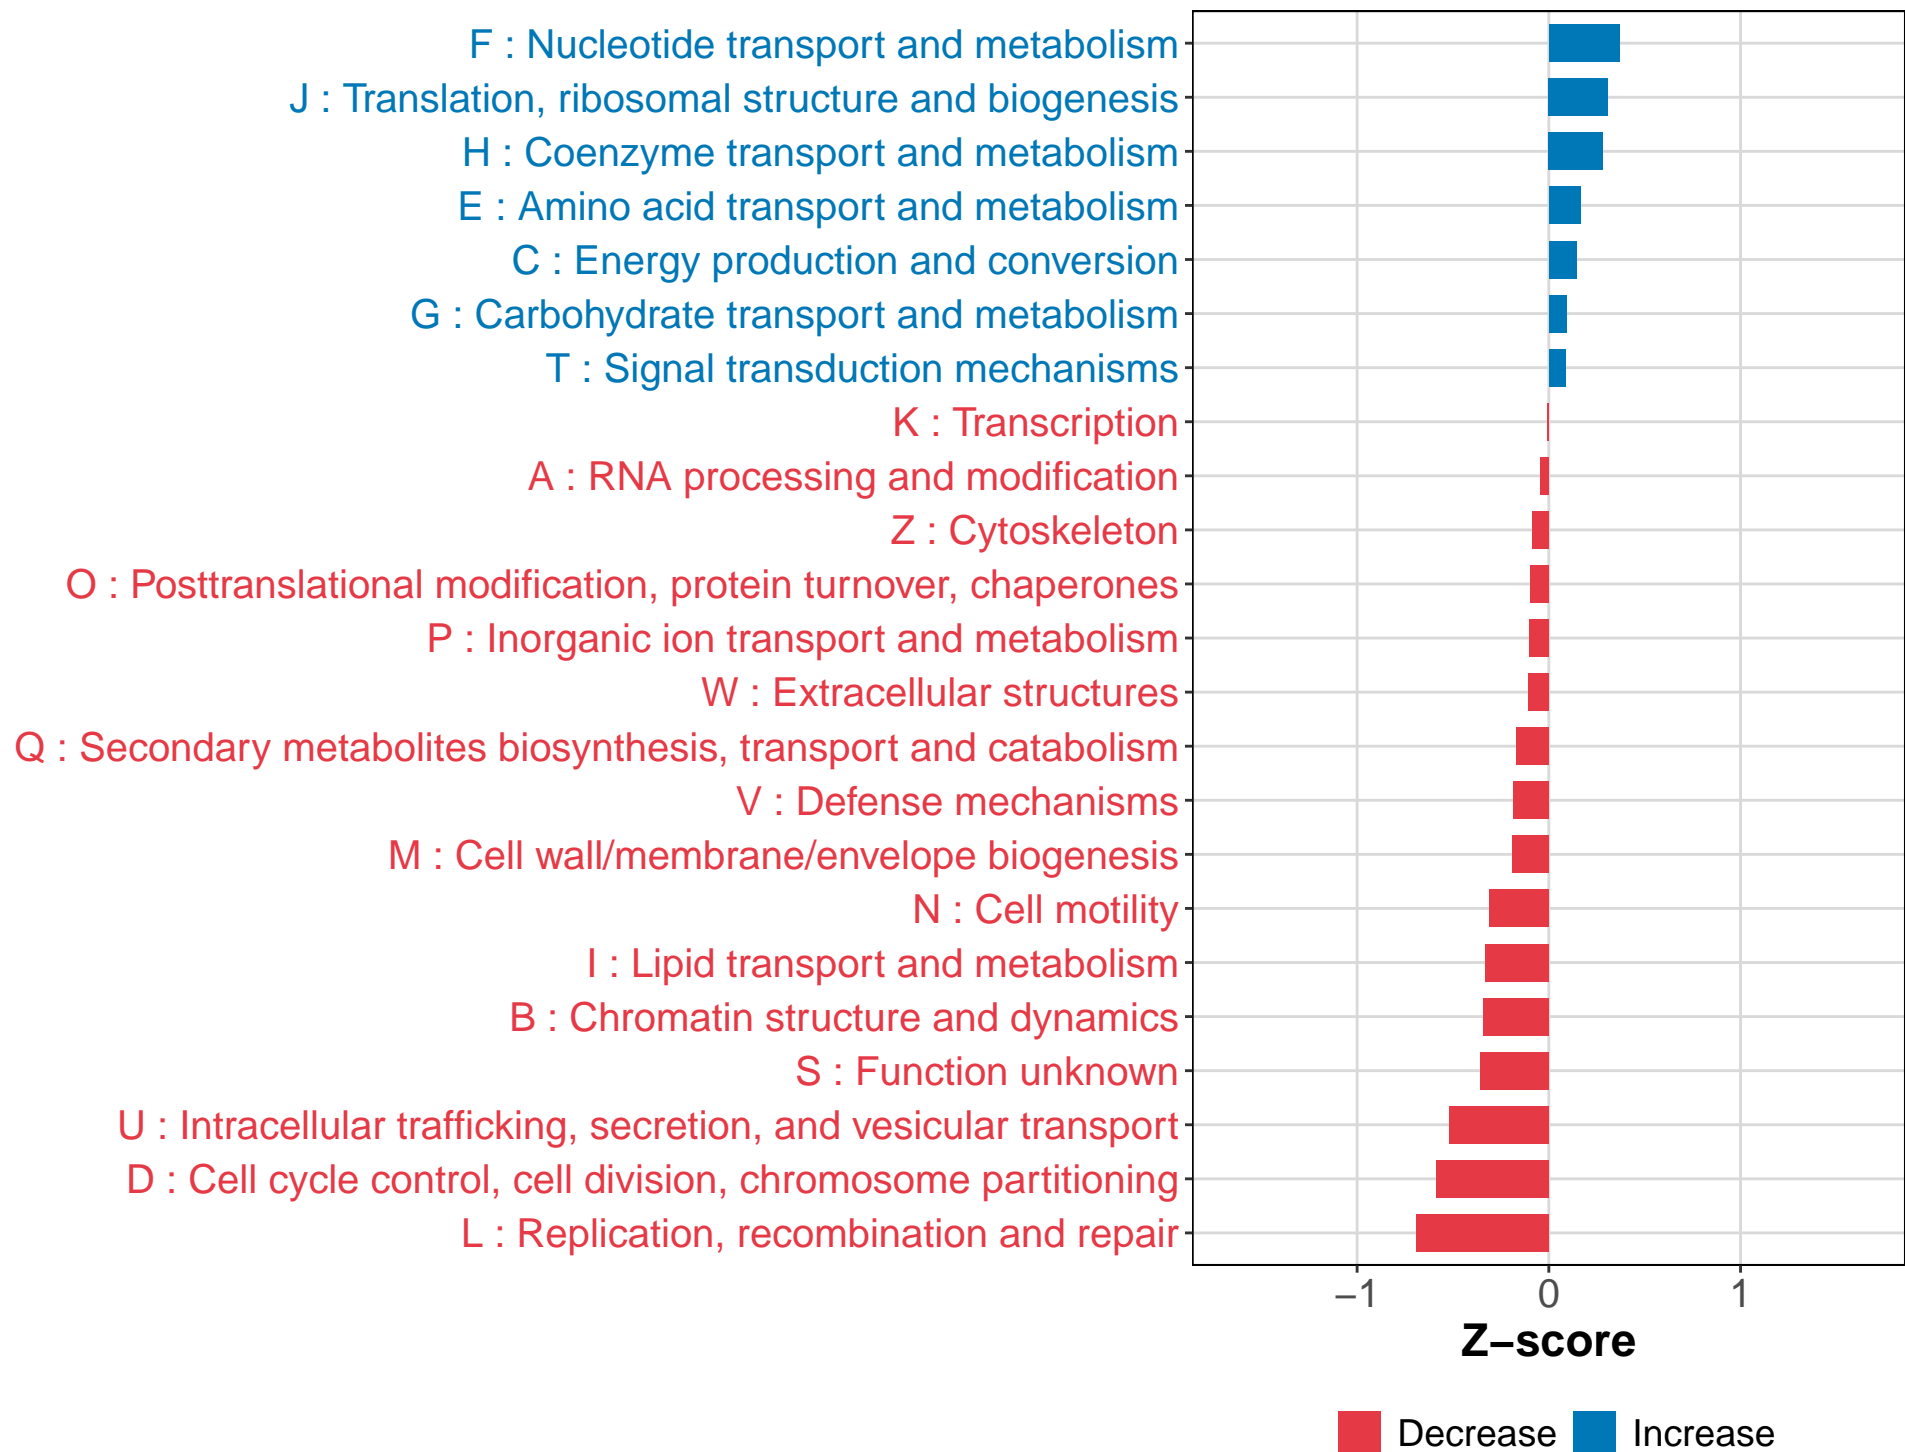 F : Nucleotide transport and metabolism
J : Translation, ribosomal structure and biogenesis
H : Coenzyme transport and metabolism
E : Amino acid transport and metabolism
C : Energy production and conversion
G : Carbohydrate transport and metabolism
T : Signal transduction mechanisms
K : Transcription
A : RNA processing and modification
Z : Cytoskeleton
O : Posttranslational modification, protein turnover, chaperones
P : Inorganic ion transport and metabolism
W : Extracellular structures
Q : Secondary metabolites biosynthesis, transport and catabolism
V : Defense mechanisms
M : Cell wall/membrane/envelope biogenesis
N : Cell motility
I : Lipid transport and metabolism
B : Chromatin structure and dynamics
S : Function unknown
U : Intracellular trafficking, secretion, and vesicular transport
D : Cell cycle control, cell division, chromosome partitioning
L : Replication, recombination and repair
−1 0 1
Z−score
Decrease Increase